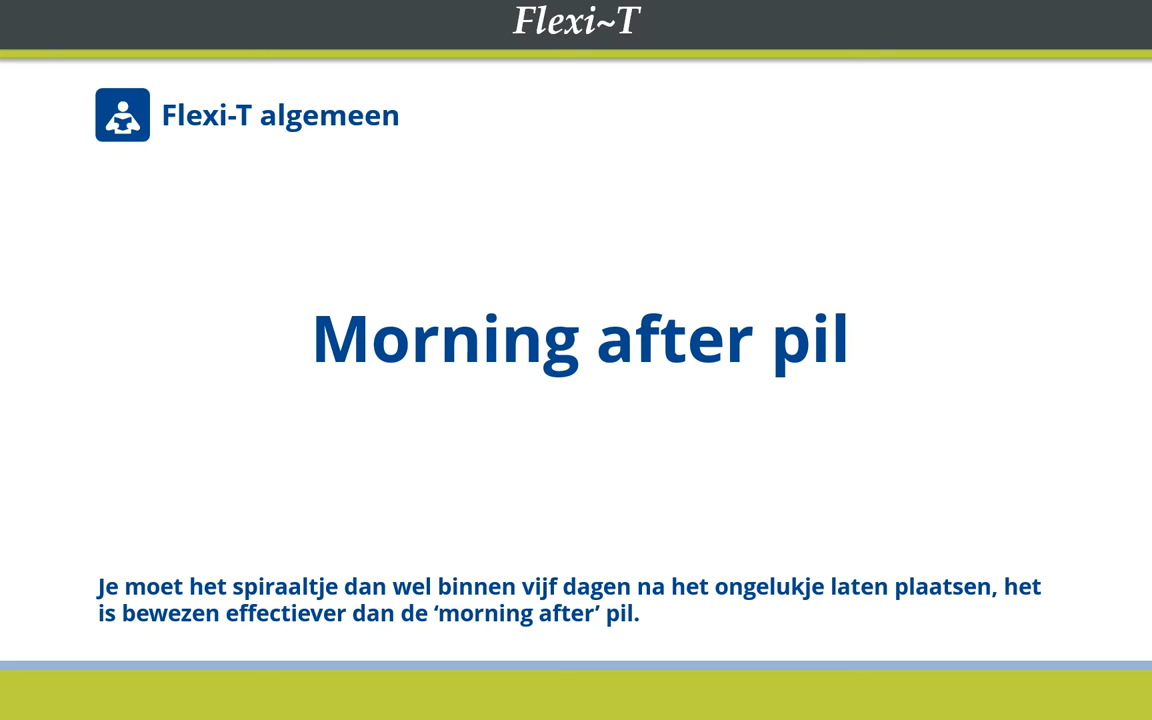 Flexi~T
Flexi-T algemeen
Morning after pil
Je moet het spiraaltje dan wel binnen vijf dagen na het ongelukje laten plaatsen, het
is bewezen effectiever dan de ‘morning after’ pil.